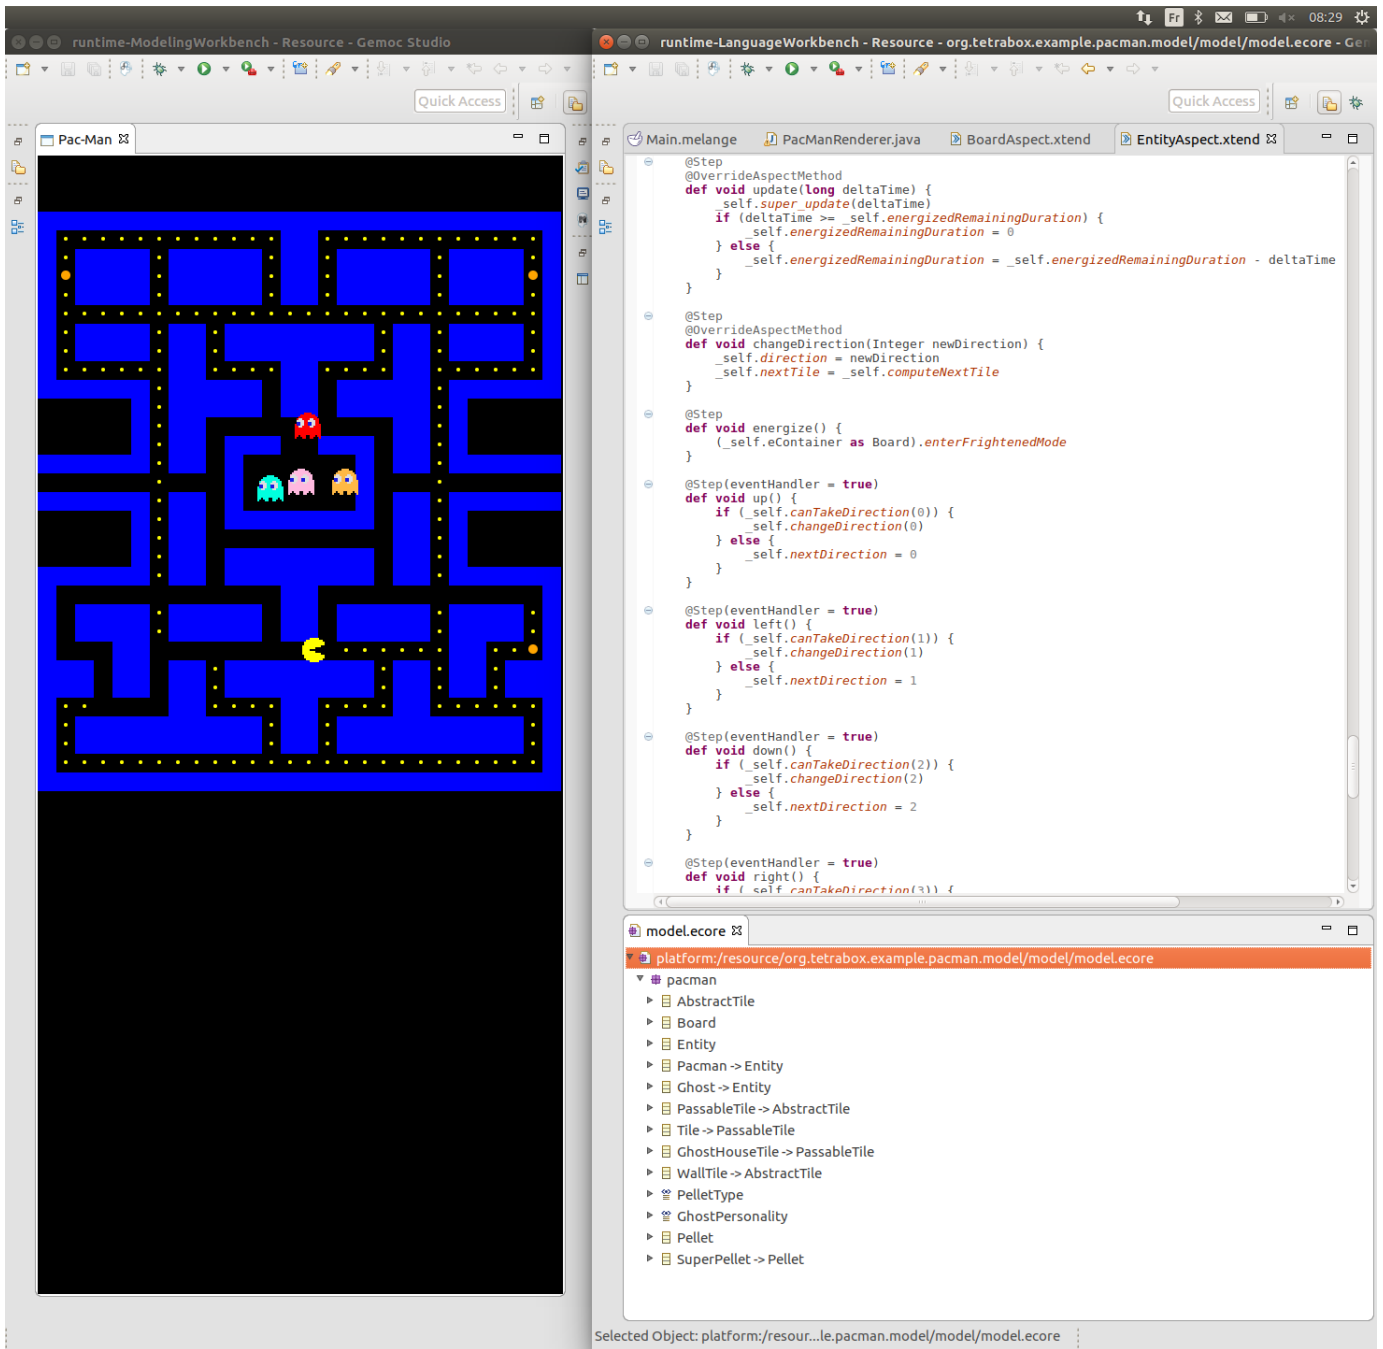 Fr 08:29
runtime-ModelingWorkbench - Resource - Gemoc Studio
Quick Access
Pac-Man
runtime-LanguageWorkbench - Resource - org.tetrabox.example.pacman.model/model/model.ecore - Gem
Quick Access
Main.melange PacManRenderer.java BoardAspect.xtend EntityAspect.xtend
@Step
@OverrideAspectMethod
def void update(long deltaTime) {
_self.super_update(deltaTime)
if (deltaTime >= _self.energizedRemainingDuration) {
_self.energizedRemainingDuration = 0
} else {
_self.energizedRemainingDuration = _self.energizedRemainingDuration - deltaTime
}
}
@Step
@OverrideAspectMethod
def void changeDirection(Integer newDirection) {
_self.direction = newDirection
_self.nextTile = _self.computeNextTile
}
@Step
def void energize() {
(_self.eContainer as Board).enterFrightenedMode
}
@Step(eventHandler = true)
def void up() {
if (_self.canTakeDirection(0)) {
_self.changeDirection(0)
} else {
_self.nextDirection = 0
}
}
@Step(eventHandler = true)
def void left() {
if (_self.canTakeDirection(1)) {
_self.changeDirection(1)
} else {
_self.nextDirection = 1
}
}
@Step(eventHandler = true)
def void down() {
if (_self.canTakeDirection(2)) {
_self.changeDirection(2)
} else {
_self.nextDirection = 2
}
}
@Step(eventHandler = true)
def void right() {
if (_self.canTakeDirection(3)) {
model.ecore
platform:/resource/org.tetrabox.example.pacman.model/model/model.ecore
pacman
AbstractTile
Board
Entity
Pacman -> Entity
Ghost -> Entity
PassableTile -> AbstractTile
Tile -> PassableTile
GhostHouseTile -> PassableTile
WallTile -> AbstractTile
PelletType
GhostPersonality
Pellet
SuperPellet -> Pellet
Selected Object: platform:/resour...le.pacman.model/model/model.ecore